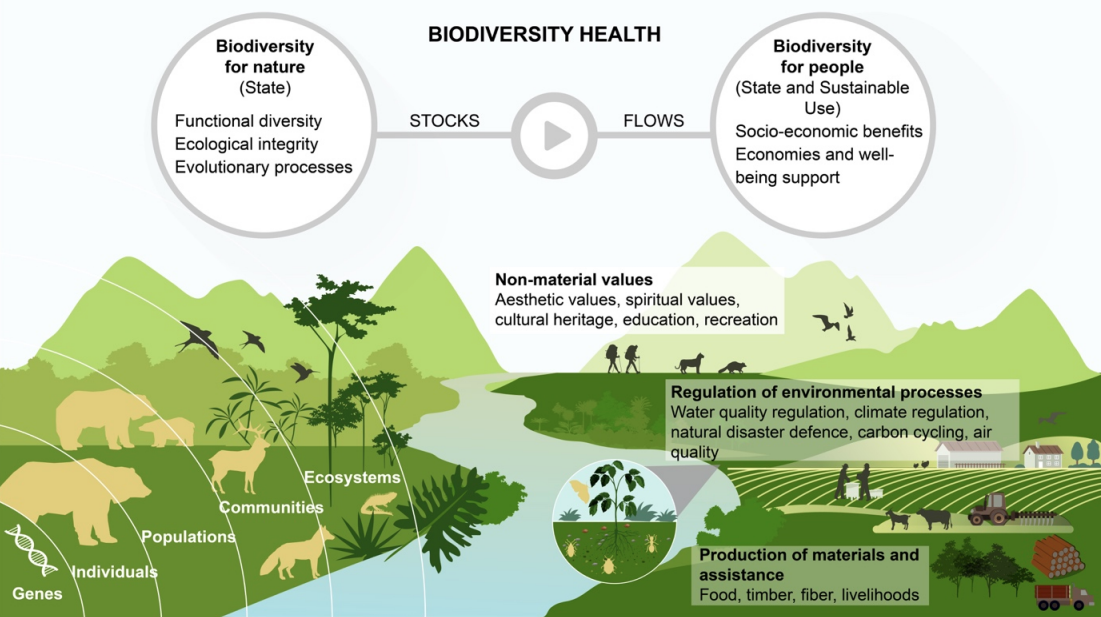 BIODIVERSITY HEALTH
Biodiversity
for nature
(State)
Functional diversity
Ecological integrity
Evolutionary processes
STOCKS
FLOWS
Biodiversity
for people
(State and Sustainable
Use)
Socio-economic benefits
Economies and well-
being support
Non-material values
Aesthetic values, spiritual values,
cultural heritage, education, recreation
Regulation of environmental processes
Water quality regulation, climate regulation,
natural disaster defence, carbon cycling, air
quality
Ecosystems
Communities
Populations
Individuals
Genes
Production of materials and
assistance
Food, timber, fiber, livelihoods